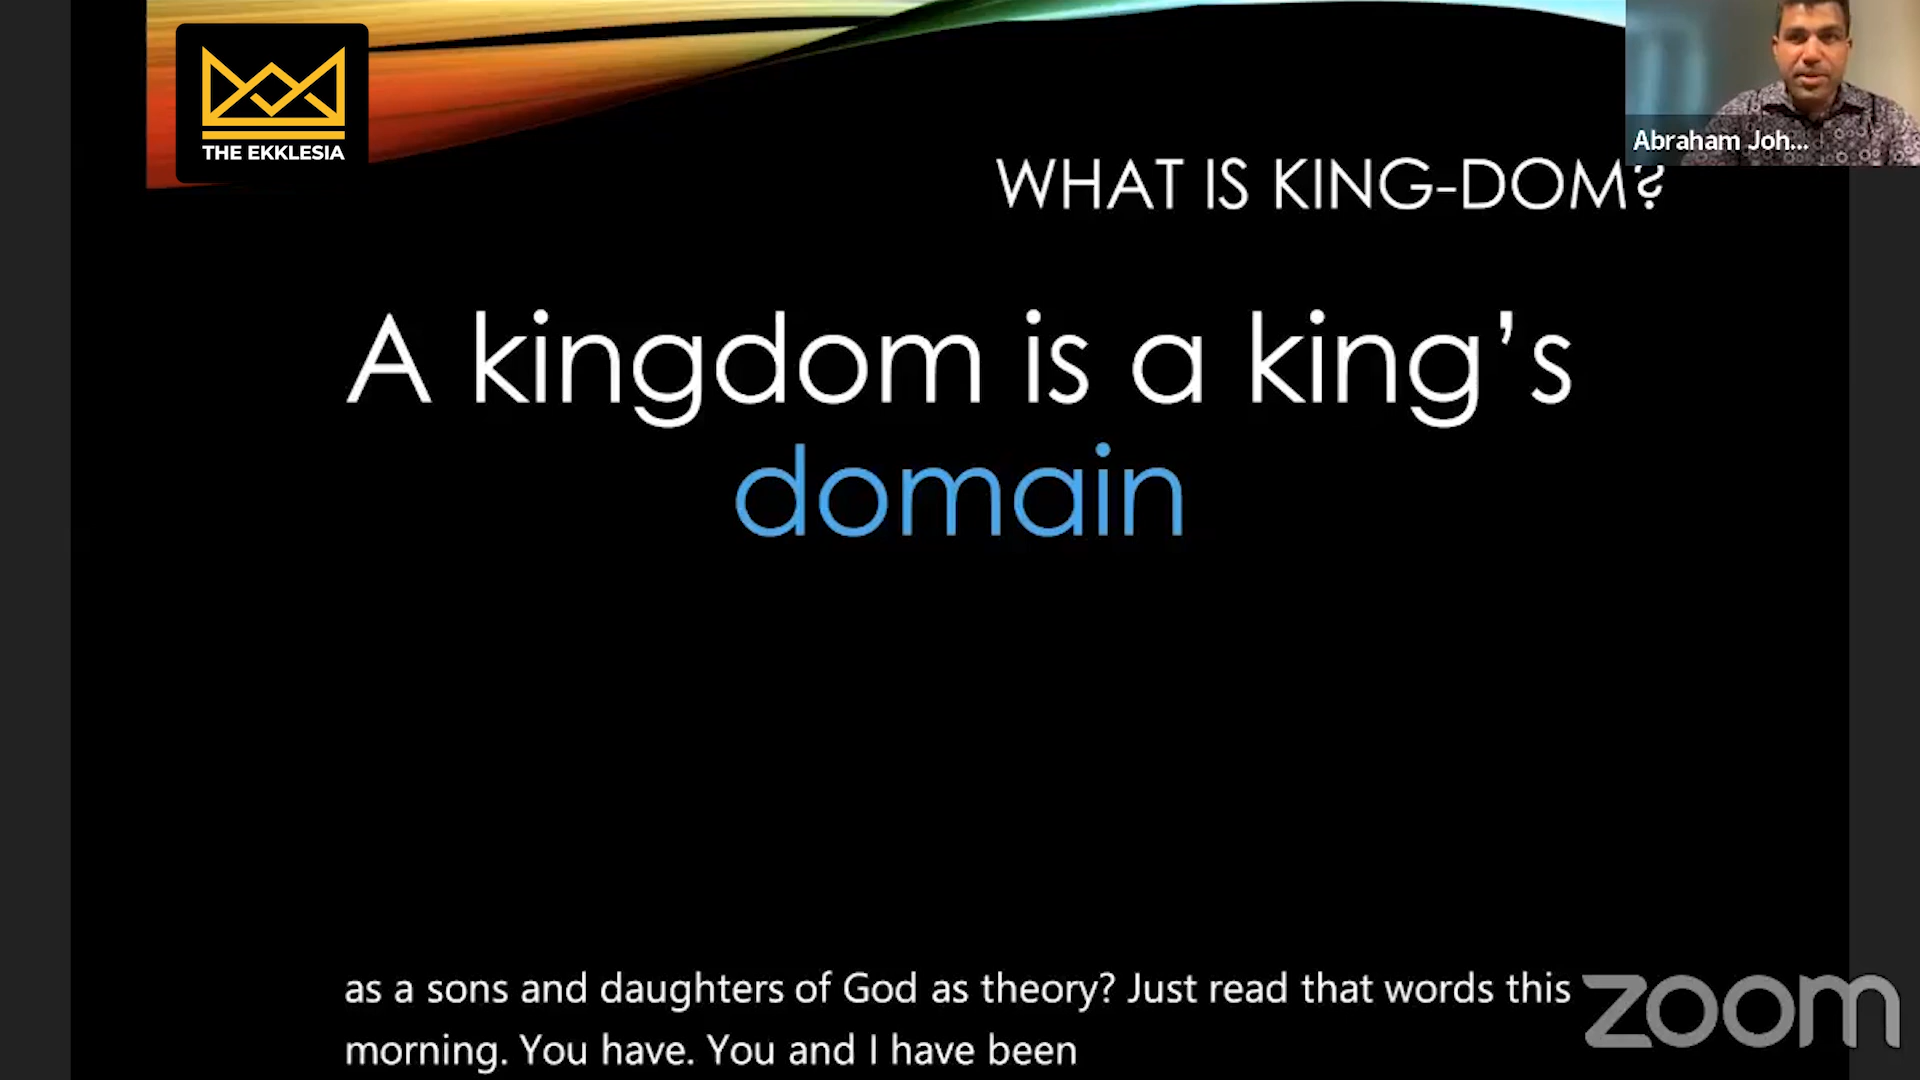 THE EKKLESIA
Abraham Joh...
WHAT IS KING-DOM?
A kingdom is a king's
domain
as a sons and daughters of God as theory? Just read that words this
morning. You have. You and I have been
zoom